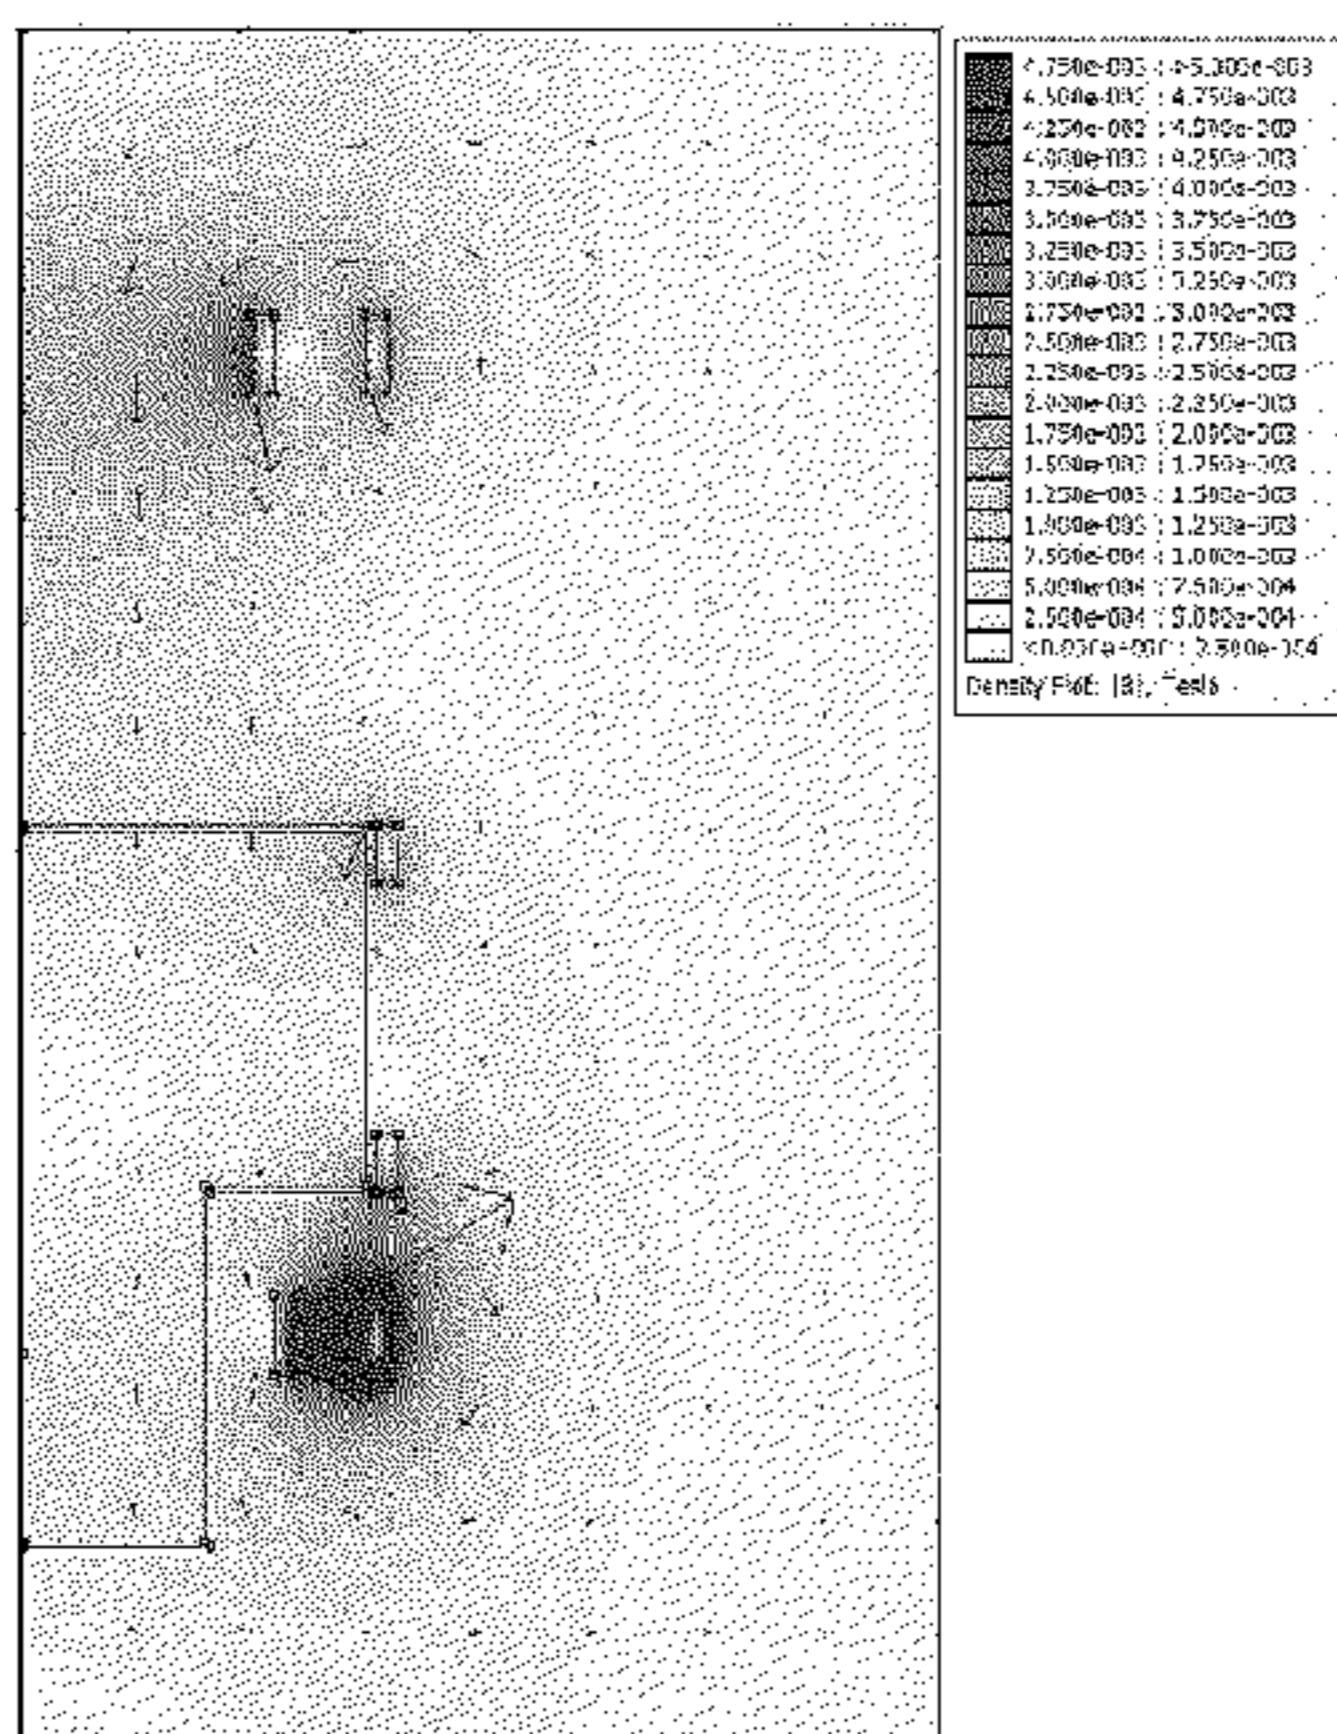 4.750e-003 : >5.000e-003
4.500e-003 : 4.750e-003
4.250e-003 : 4.500e-003
4.000e-003 : 4.250e-003
3.750e-003 : 4.000e-003
3.500e-003 : 3.750e-003
3.250e-003 : 3.500e-003
3.000e-003 : 3.250e-003
2.750e-003 : 3.000e-003
2.500e-003 : 2.750e-003
2.250e-003 : 2.500e-003
2.000e-003 : 2.250e-003
1.750e-003 : 2.000e-003
1.500e-003 : 1.750e-003
1.250e-003 : 1.500e-003
1.000e-003 : 1.250e-003
7.500e-004 : 1.000e-003
5.000e-004 : 7.500e-004
2.500e-004 : 5.000e-004
<0.000e+000 : 2.500e-004
Density Plot: |B|, Tesla